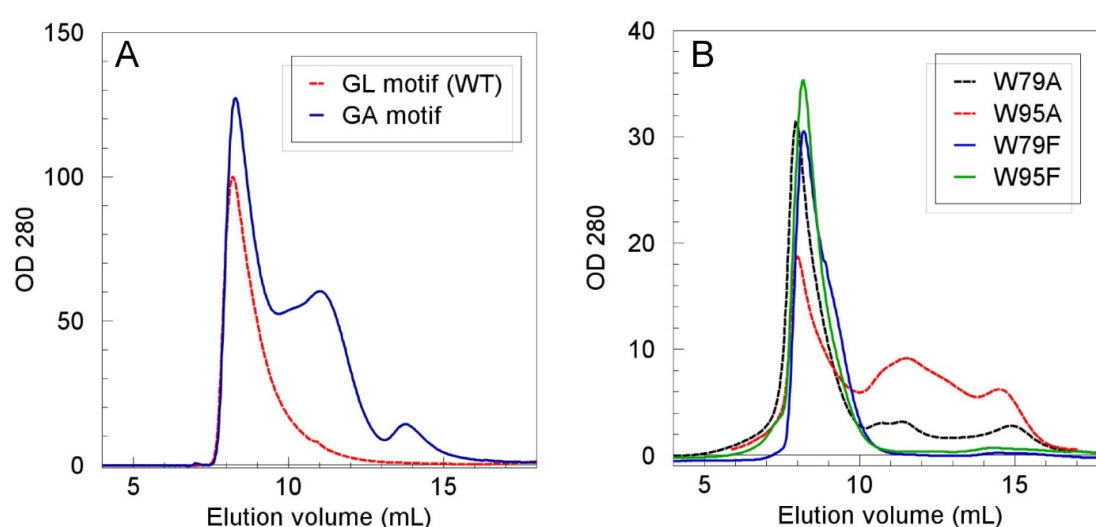 A
150
100
50
0
5
10
15
OD 280
Elution volume (mL)
GL motif (WT)
GA motif
B
40
30
20
10
0
5
10
15
OD 280
Elution volume (mL)
W79A
W95A
W79F
W95F